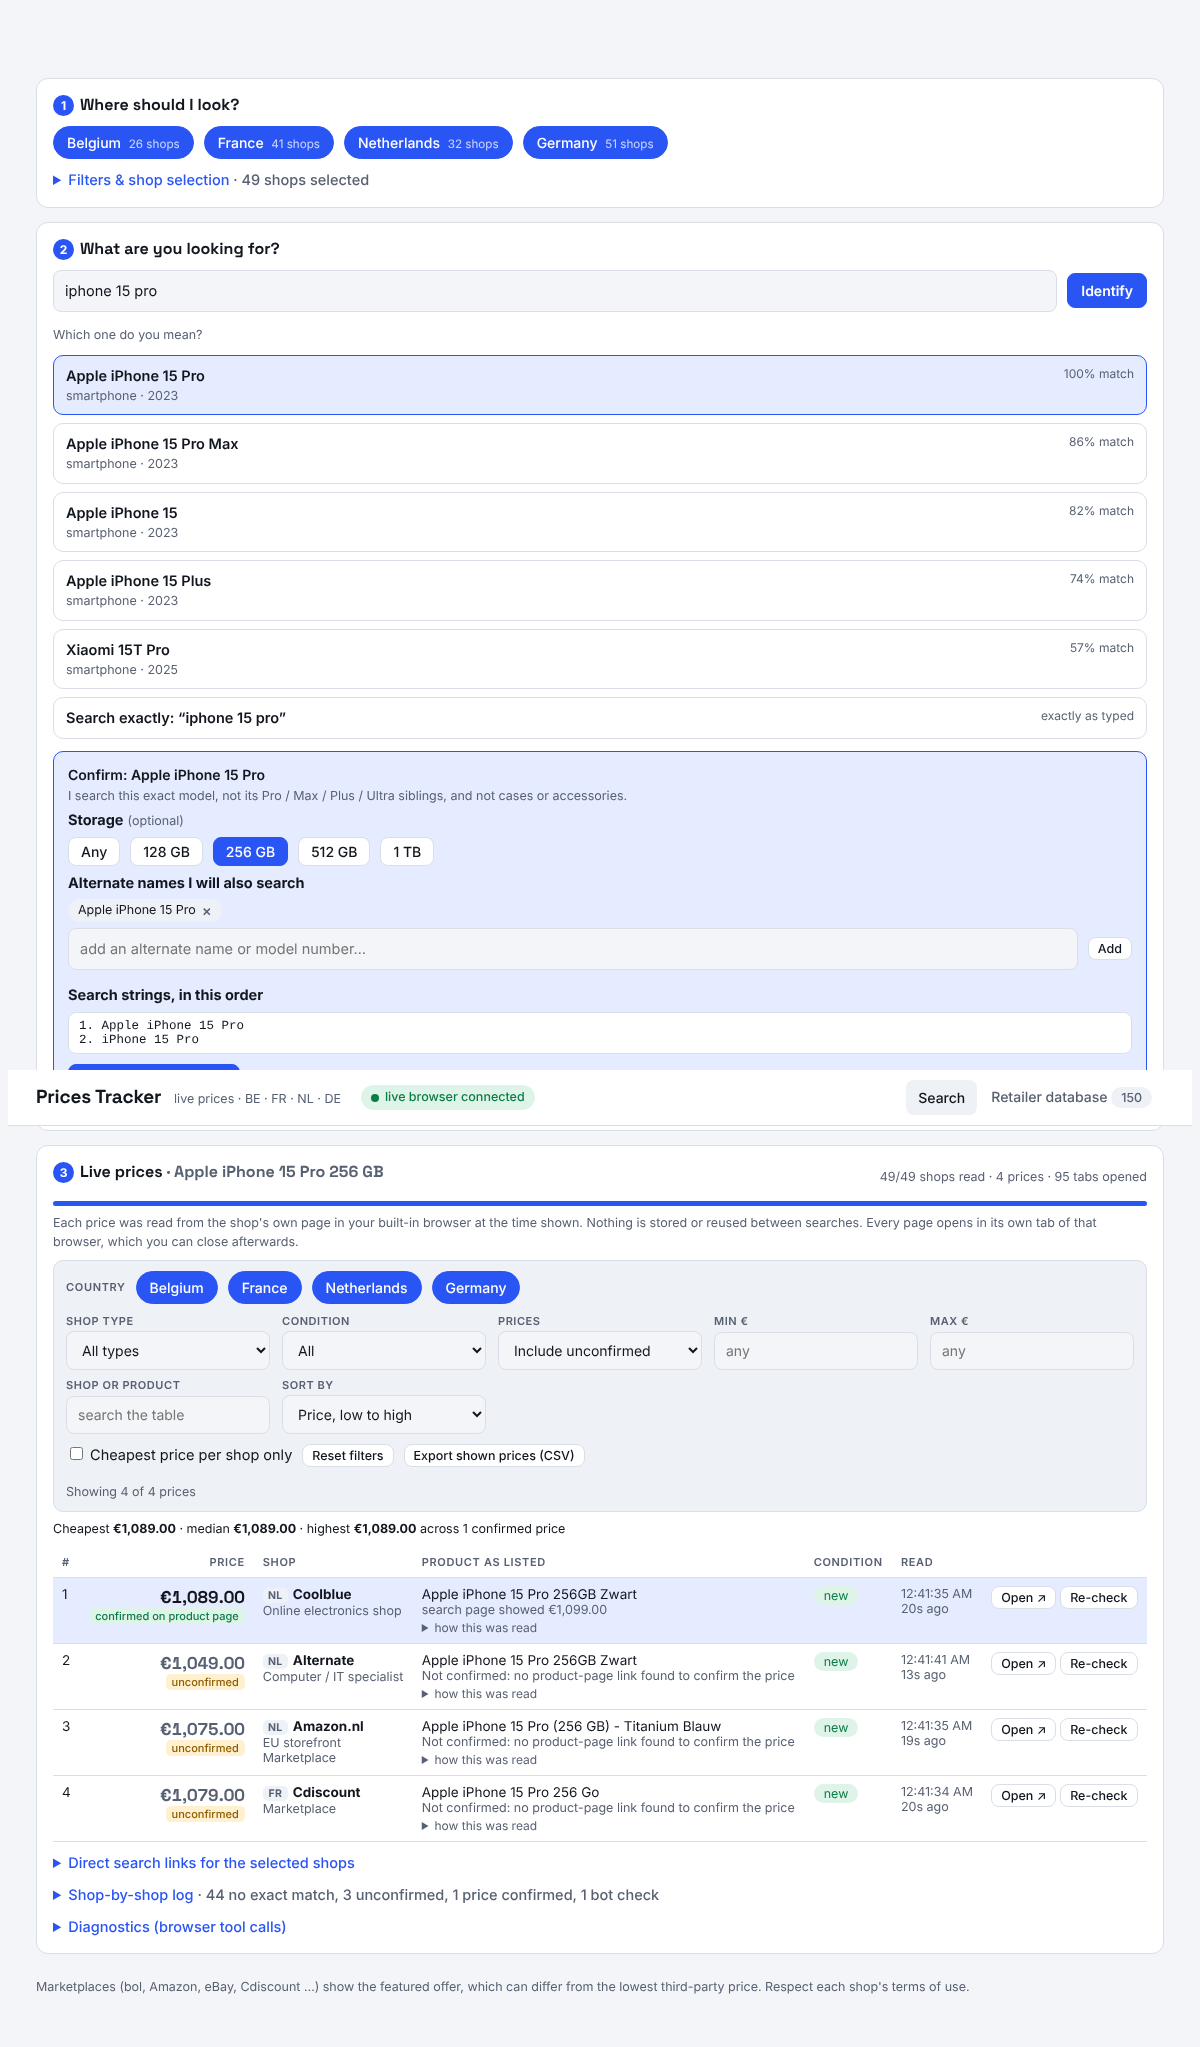 1 Where should I look?
Belgium 26 shops France 41 shops Netherlands 32 shops Germany 51 shops
▶ Filters & shop selection · 49 shops selected
2 What are you looking for?
iphone 15 pro Identify
Which one do you mean?
Apple iPhone 15 Pro 100% match
smartphone · 2023
Apple iPhone 15 Pro Max 86% match
smartphone · 2023
Apple iPhone 15 82% match
smartphone · 2023
Apple iPhone 15 Plus 74% match
smartphone · 2023
Xiaomi 15T Pro 57% match
smartphone · 2025
Search exactly: “iphone 15 pro” exactly as typed
Confirm: Apple iPhone 15 Pro
I search this exact model, not its Pro / Max / Plus / Ultra siblings, and not cases or accessories.
Storage (optional)
Any 128 GB 256 GB 512 GB 1 TB
Alternate names I will also search
Apple iPhone 15 Pro ×
add an alternate name or model number... Add
Search strings, in this order
1. Apple iPhone 15 Pro
2. iPhone 15 Pro
Prices Tracker live prices · BE · FR · NL · DE live browser connected Search Retailer database 150
3 Live prices · Apple iPhone 15 Pro 256 GB 49/49 shops read · 4 prices · 95 tabs opened
Each price was read from the shop's own page in your built-in browser at the time shown. Nothing is stored or reused between searches. Every page opens in its own tab of that
browser, which you can close afterwards.
COUNTRY Belgium France Netherlands Germany
SHOP TYPE CONDITION PRICES MIN € MAX €
All types All Include unconfirmed any any
SHOP OR PRODUCT SORT BY
search the table Price, low to high
Cheapest price per shop only Reset filters Export shown prices (CSV)
Showing 4 of 4 prices
Cheapest €1,089.00 · median €1,089.00 · highest €1,089.00 across 1 confirmed price
# PRICE SHOP PRODUCT AS LISTED CONDITION READ
1 €1,089.00 NL Coolblue Apple iPhone 15 Pro 256GB Zwart new 12:41:35 AM Open ↗ Re-check
confirmed on product page Online electronics shop search page showed €1,099.00 20s ago
▶ how this was read
2 €1,049.00 NL Alternate Apple iPhone 15 Pro 256GB Zwart new 12:41:41 AM Open ↗ Re-check
unconfirmed Computer / IT specialist Not confirmed: no product-page link found to confirm the price 13s ago
▶ how this was read
3 €1,075.00 NL Amazon.nl Apple iPhone 15 Pro (256 GB) - Titanium Blauw new 12:41:35 AM Open ↗ Re-check
unconfirmed EU storefront Not confirmed: no product-page link found to confirm the price 19s ago
Marketplace ▶ how this was read
4 €1,079.00 FR Cdiscount Apple iPhone 15 Pro 256 Go new 12:41:34 AM Open ↗ Re-check
unconfirmed Marketplace Not confirmed: no product-page link found to confirm the price 20s ago
▶ how this was read
▶ Direct search links for the selected shops
▶ Shop-by-shop log · 44 no exact match, 3 unconfirmed, 1 price confirmed, 1 bot check
▶ Diagnostics (browser tool calls)
Marketplaces (bol, Amazon, eBay, Cdiscount ...) show the featured offer, which can differ from the lowest third-party price. Respect each shop's terms of use.